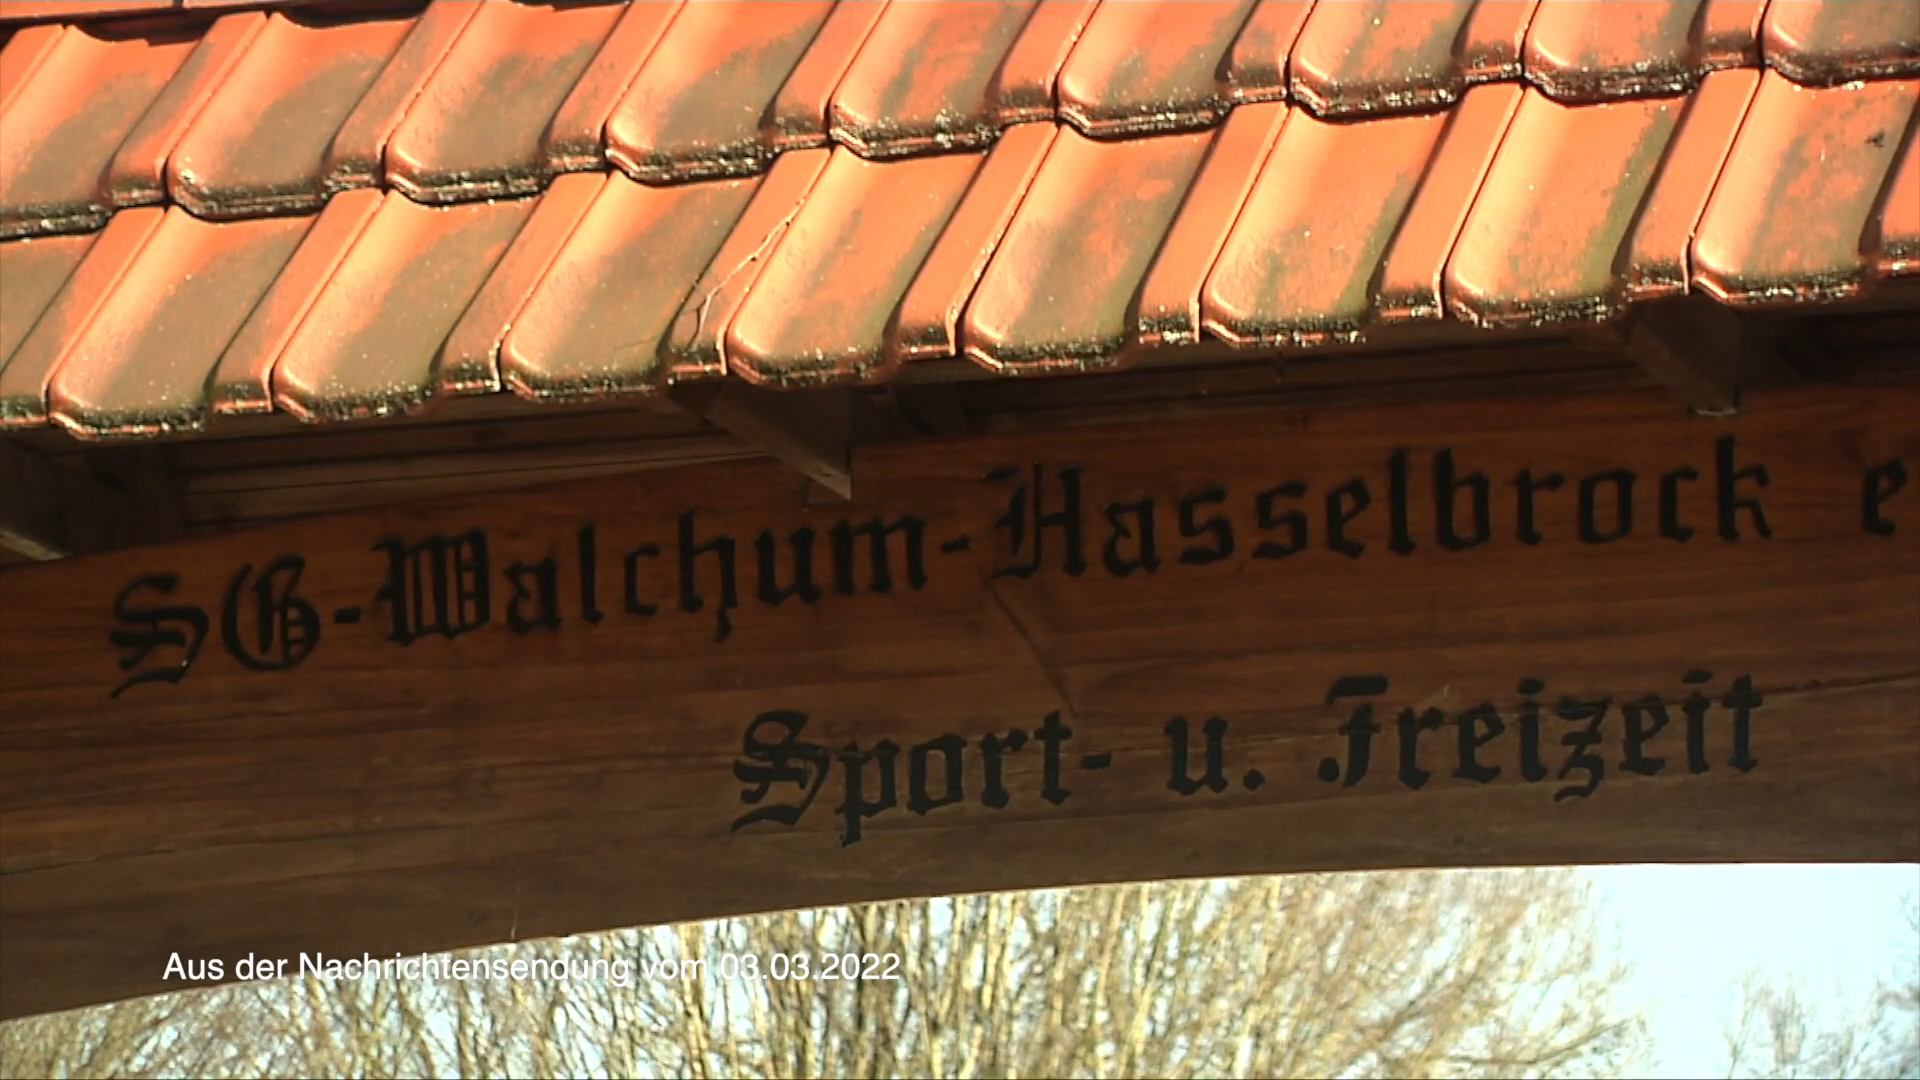 SG-Walchum-Hasselbrock e
Sport- u. Freizeit
Aus der Nachrichtensendung vom 03.03.2022